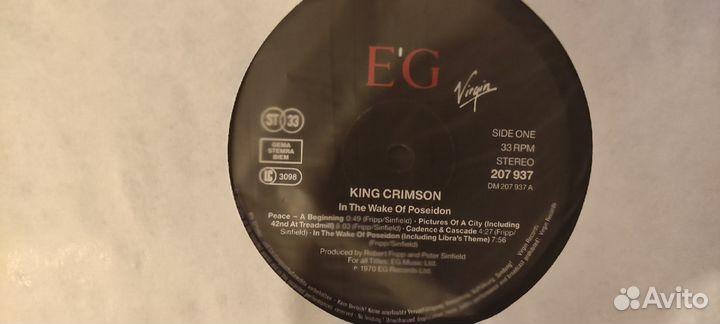 E'G
Virgin
ST 33
GEMA
STEMRA
BIEM
LC 3098
SIDE ONE
33 RPM
STEREO
207 937
DM 207 937 A
KING CRIMSON
In The Wake Of Poseidon
Peace – A Beginning 0:49 (Fripp/Sinfield) · Pictures Of A City (Including
42nd At Treadmill) 8:03 (Fripp/Sinfield) · Cadence & Cascade 4:27 (Fripp/
Sinfield) · In The Wake Of Poseidon (Including Libra's Theme) 7:56
(Fripp/Sinfield)
Produced by Robert Fripp and Peter Sinfield
For all Titles: EG Music Ltd.
℗ 1970 EG Records Ltd.
Avito